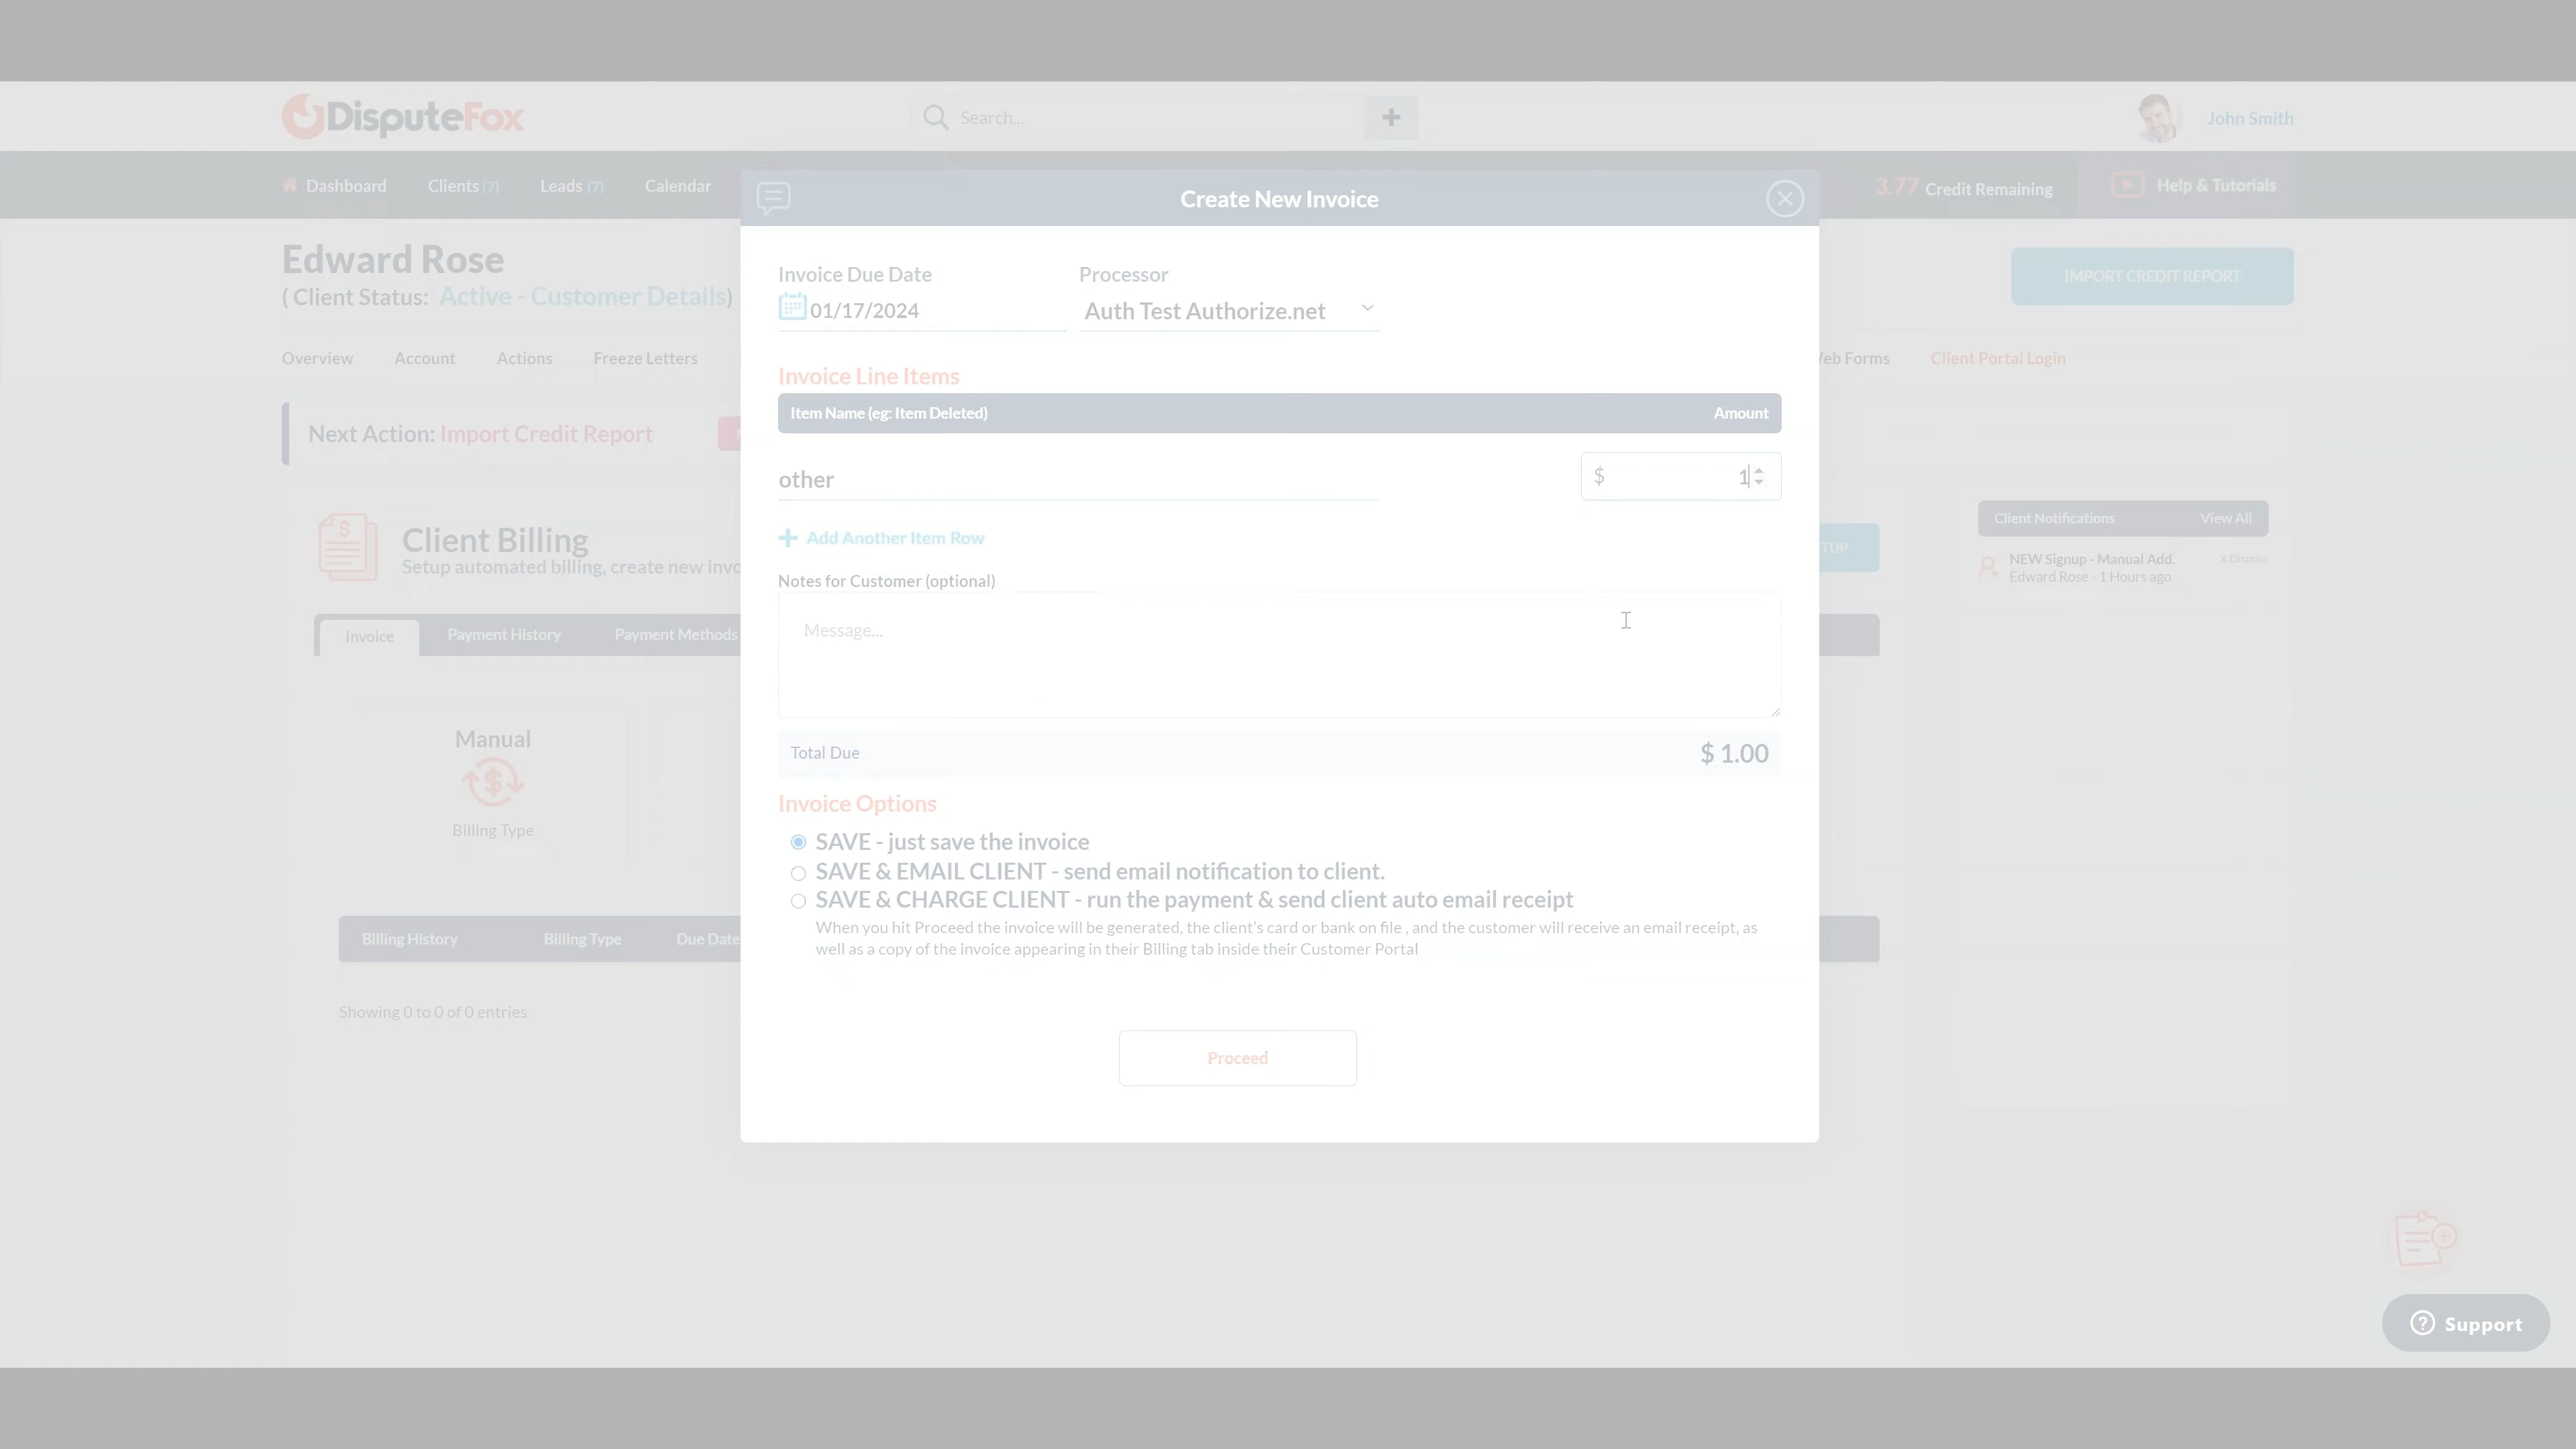 DisputeFox
Search...
John Smith
Dashboard
Clients (7)
Leads (7)
Calendar
3.77 Credit Remaining
Help & Tutorials
Create New Invoice
Edward Rose
( Client Status: Active - Customer Details)
IMPORT CREDIT REPORT
Overview
Account
Actions
Freeze Letters
eb Forms
Client Portal Login
Next Action: Import Credit Report
Client Billing
Setup automated billing, create new invo
TUP
Invoice
Payment History
Payment Methods
Manual
Billing Type
Billing History
Billing Type
Due Date
Showing 0 to 0 of 0 entries
Invoice Due Date
Processor
01/17/2024
Auth Test Authorize.net
Invoice Line Items
Item Name (eg: Item Deleted)
Amount
other
$ 1
Add Another Item Row
Notes for Customer (optional)
Message...
Total Due
$ 1.00
Invoice Options
SAVE - just save the invoice
SAVE & EMAIL CLIENT - send email notification to client.
SAVE & CHARGE CLIENT - run the payment & send client auto email receipt
When you hit Proceed the invoice will be generated, the client's card or bank on file , and the customer will receive an email receipt, as
well as a copy of the invoice appearing in their Billing tab inside their Customer Portal
Proceed
Client Notifications
View All
NEW Signup - Manual Add.
× Dismiss
Edward Rose - 1 Hours ago
Support